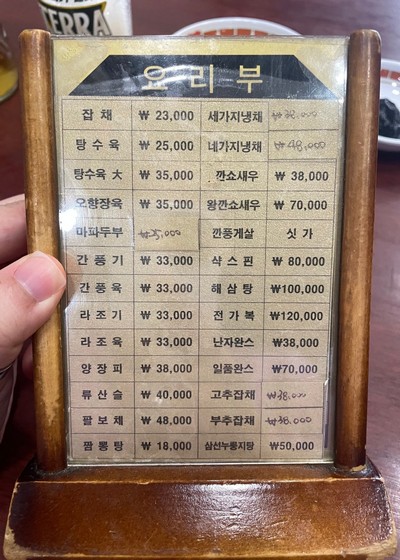 TERRA
요리부
잡채 ₩ 23,000 세가지냉채 ₩38,000
탕수육 ₩ 25,000 네가지냉채 ₩48,000
탕수육 大 ₩ 35,000 깐쇼새우 ₩ 38,000
오향장육 ₩ 35,000 왕깐쇼새우 ₩ 70,000
마파두부 ₩25,000 깐풍게살 싯가
간풍기 ₩ 33,000 샥스핀 ₩ 80,000
간풍육 ₩ 33,000 해삼탕 ₩100,000
라조기 ₩ 33,000 전가복 ₩120,000
라조육 ₩ 33,000 난자완스 ₩38,000
양장피 ₩ 38,000 일품완스 ₩70,000
류산슬 ₩ 40,000 고추잡채 ₩38,000
팔보채 ₩ 48,000 부추잡채 ₩38,000
짬뽕탕 ₩ 18,000 삼선누룽지탕 ₩50,000